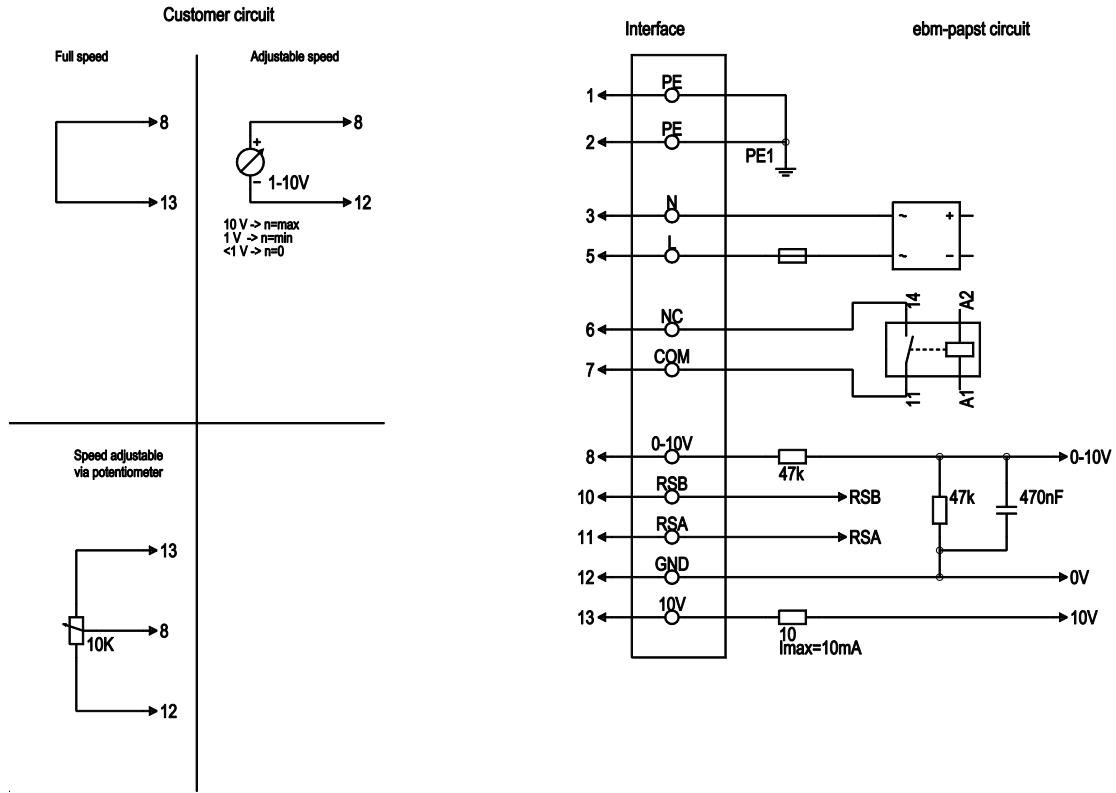 Customer circuit
Full speed
8
13
Adjustable speed
8
+
−
1-10V
12
10 V -> n=max
1 V -> n=min
<1 V -> n=0
Speed adjustable
via potentiometer
13
8
10K
12
Interface
ebm-papst circuit
1
PE
2
PE
PE1
3
N
~
+
5
L
~
−
14
A2
6
NC
7
COM
11
A1
8
0-10V
47k
0-10V
10
RSB
RSB
47k
470nF
11
RSA
RSA
12
GND
0V
13
10V
10
Imax=10mA
10V